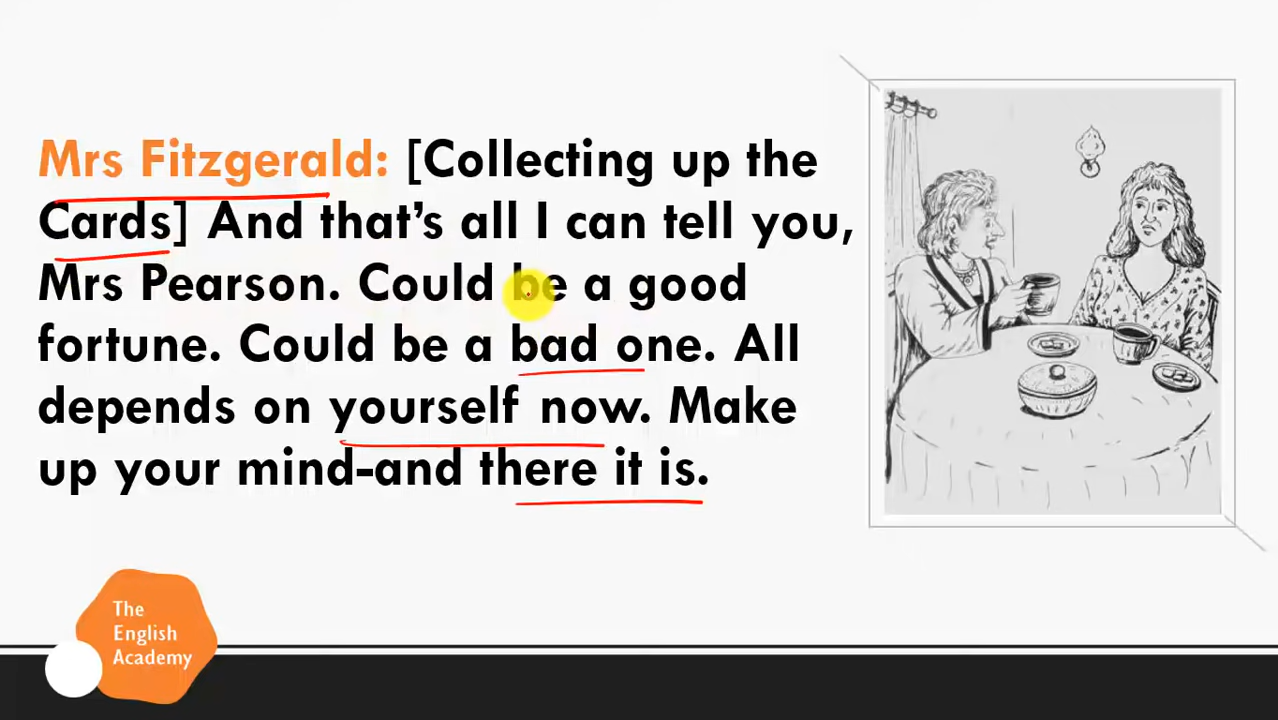 Mrs Fitzgerald: [Collecting up the
Cards] And that's all I can tell you,
Mrs Pearson. Could be a good
fortune. Could be a bad one. All
depends on yourself now. Make
up your mind-and there it is.
The
English
Academy